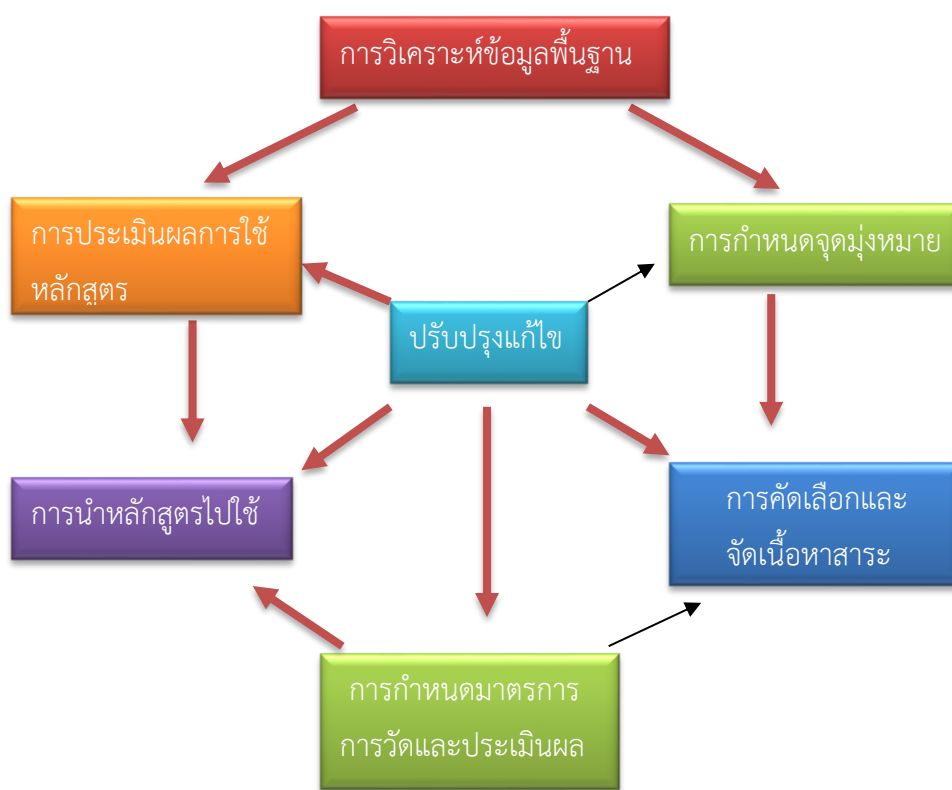 การวิเคราะห์ข้อมูลพื้นฐาน
การประเมินผลการใช้
หลักสูตร
การกำหนดจุดมุ่งหมาย
ปรับปรุงแก้ไข
การนำหลักสูตรไปใช้
การคัดเลือกและ
จัดเนื้อหาสาระ
การกำหนดมาตรการ
การวัดและประเมินผล